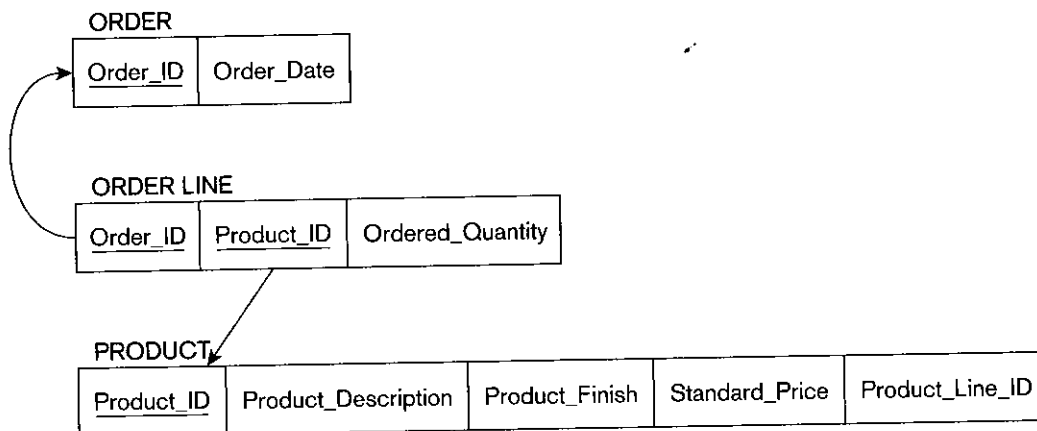 ORDER
Order_ID Order_Date
ORDER LINE
Order_ID Product_ID Ordered_Quantity
PRODUCT
Product_ID Product_Description Product_Finish Standard_Price Product_Line_ID